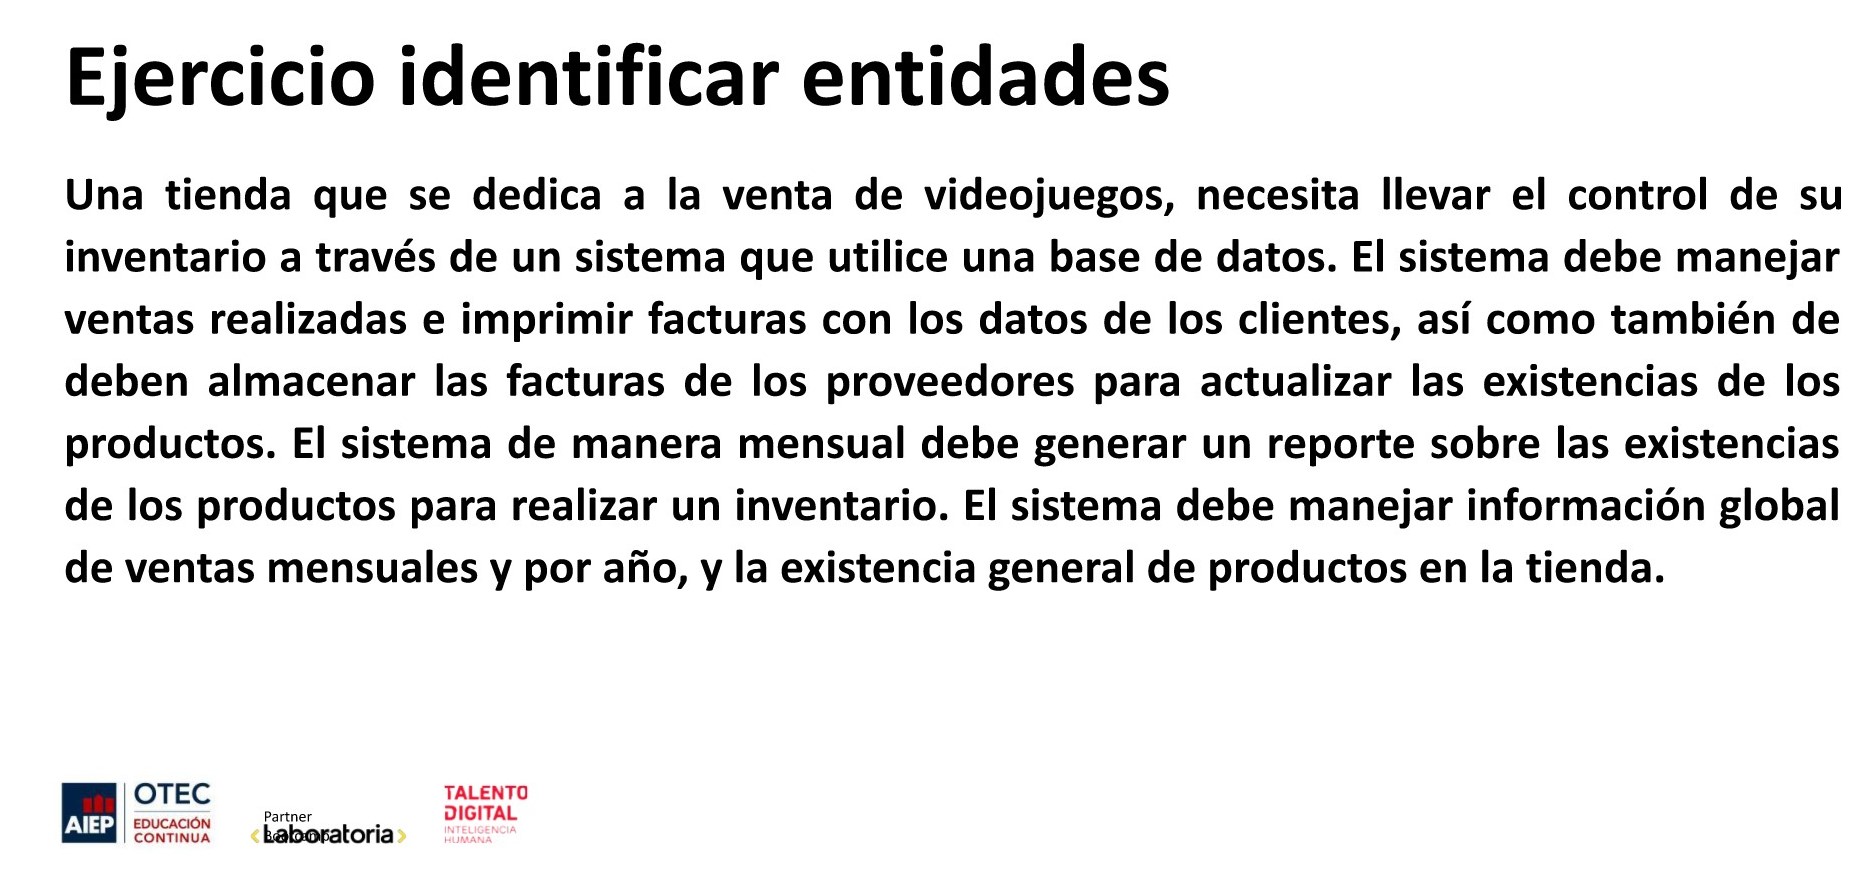 Ejercicio identificar entidades
Una tienda que se dedica a la venta de videojuegos, necesita llevar el control de su
inventario a través de un sistema que utilice una base de datos. El sistema debe manejar
ventas realizadas e imprimir facturas con los datos de los clientes, así como también de
deben almacenar las facturas de los proveedores para actualizar las existencias de los
productos. El sistema de manera mensual debe generar un reporte sobre las existencias
de los productos para realizar un inventario. El sistema debe manejar información global
de ventas mensuales y por año, y la existencia general de productos en la tienda.
AIEP
OTEC
EDUCACIÓN
CONTINUA
Partner
<Laboratoria>
TALENTO
DIGITAL
INTELIGENCIA
HUMANA